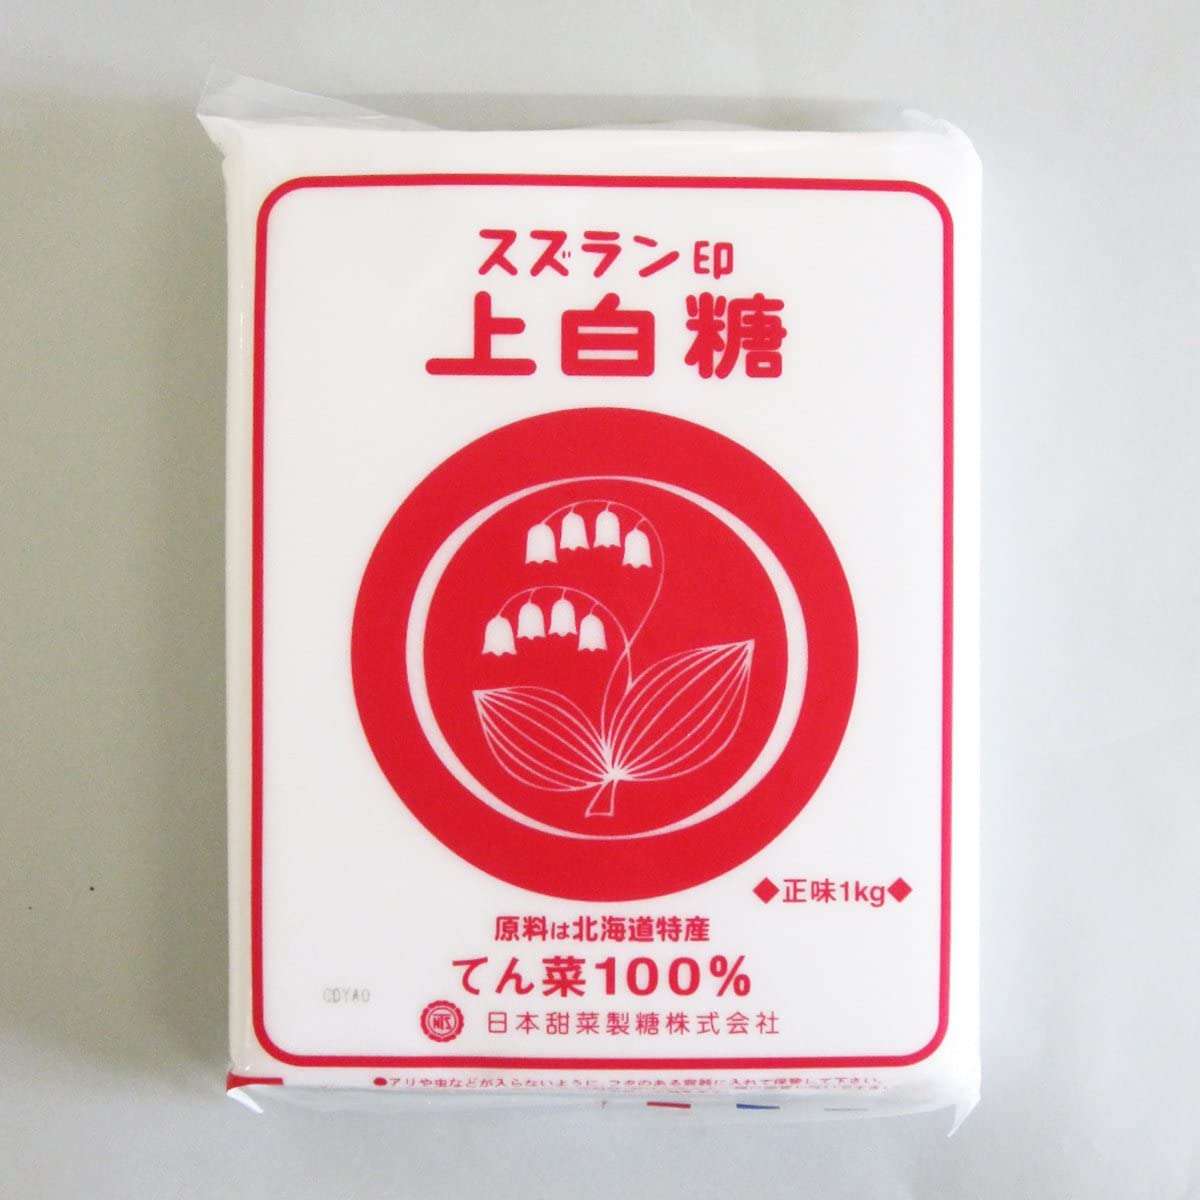 スズラン印
上白糖
◆正味1kg◆
原料は北海道特産
てん菜100%
CDYA0
日本甜菜製糖株式会社
●アリや虫などが入らないように、フタのある容器に入れて保管して下さい。